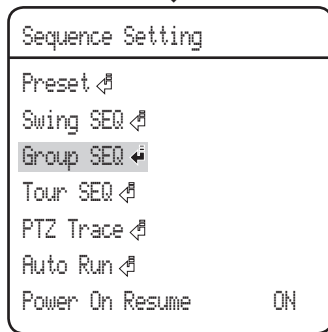 Sequence Setting
Preset ↲
Swing SEQ ↲
Group SEQ ↲
Tour SEQ ↲
PTZ Trace ↲
Auto Run ↲
Power On Resume ON